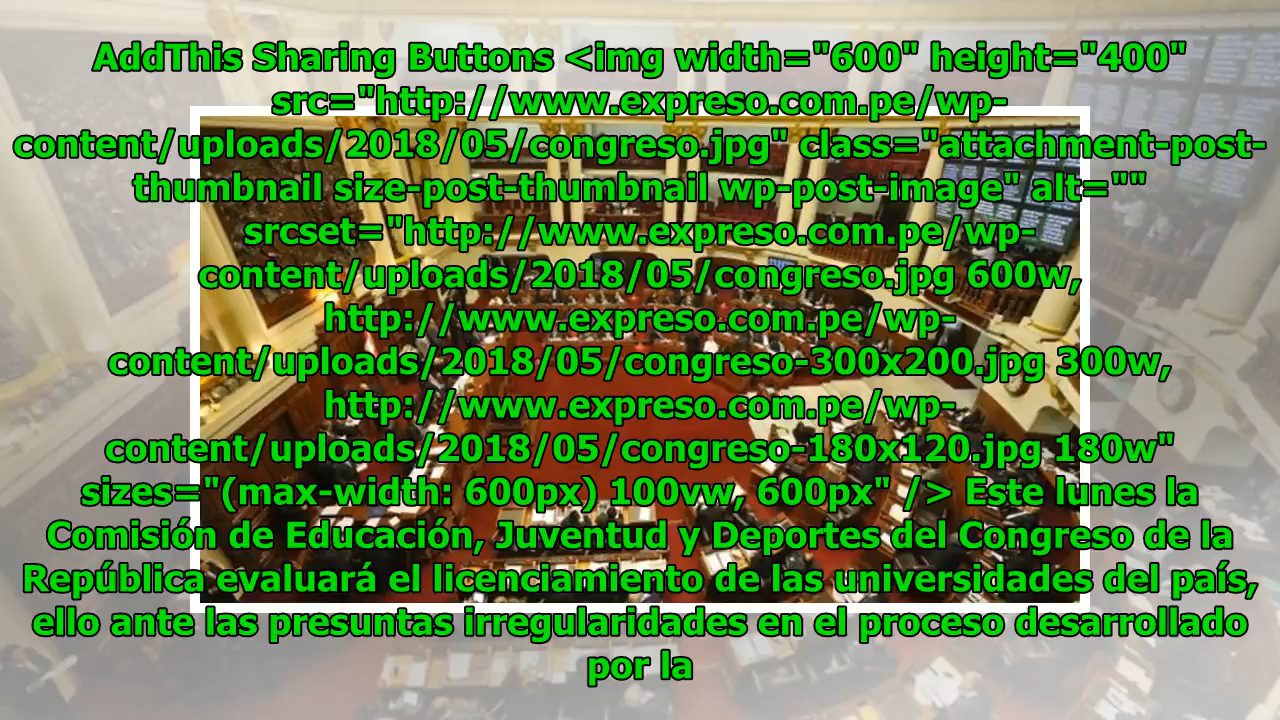 AddThis Sharing Buttons <img width="600" height="400"
src="http://www.expreso.com.pe/wp-
content/uploads/2018/05/congreso.jpg" class="attachment-post-
thumbnail size-post-thumbnail wp-post-image" alt=""
srcset="http://www.expreso.com.pe/wp-
content/uploads/2018/05/congreso.jpg 600w,
http://www.expreso.com.pe/wp-
content/uploads/2018/05/congreso-300x200.jpg 300w,
http://www.expreso.com.pe/wp-
content/uploads/2018/05/congreso-180x120.jpg 180w"
sizes="(max-width: 600px) 100vw, 600px" /> Este lunes la
Comisión de Educación, Juventud y Deportes del Congreso de la
República evaluará el licenciamiento de las universidades del país,
ello ante las presuntas irregularidades en el proceso desarrollado
por la